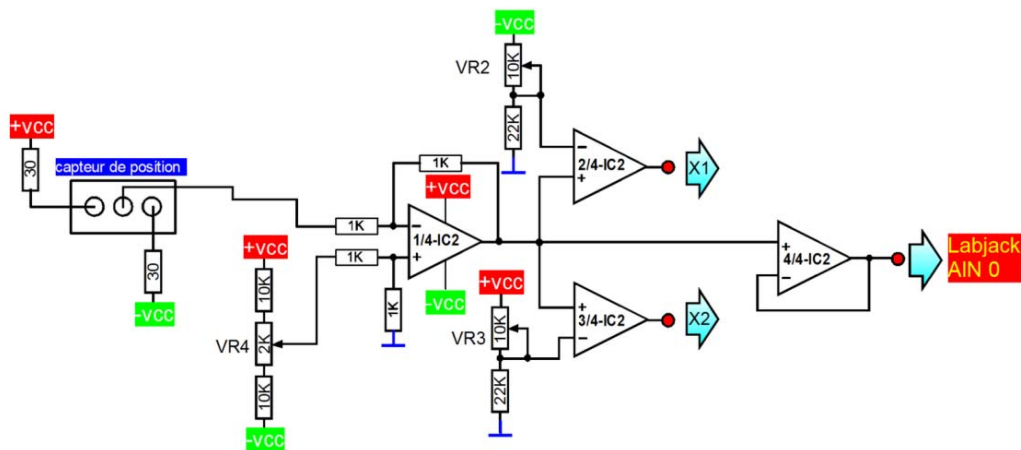 -vcc
VR2
10K
22K
+vcc
30
capteur de position
30
-vcc
1K
1K
1K
1K
+vcc
-
+
1/4-IC2
-vcc
+vcc
10K
VR4
2K
10K
-vcc
-
+
2/4-IC2
X1
+vcc
VR3
10K
22K
+
-
3/4-IC2
X2
+
-
4/4-IC2
Labjack
AIN 0